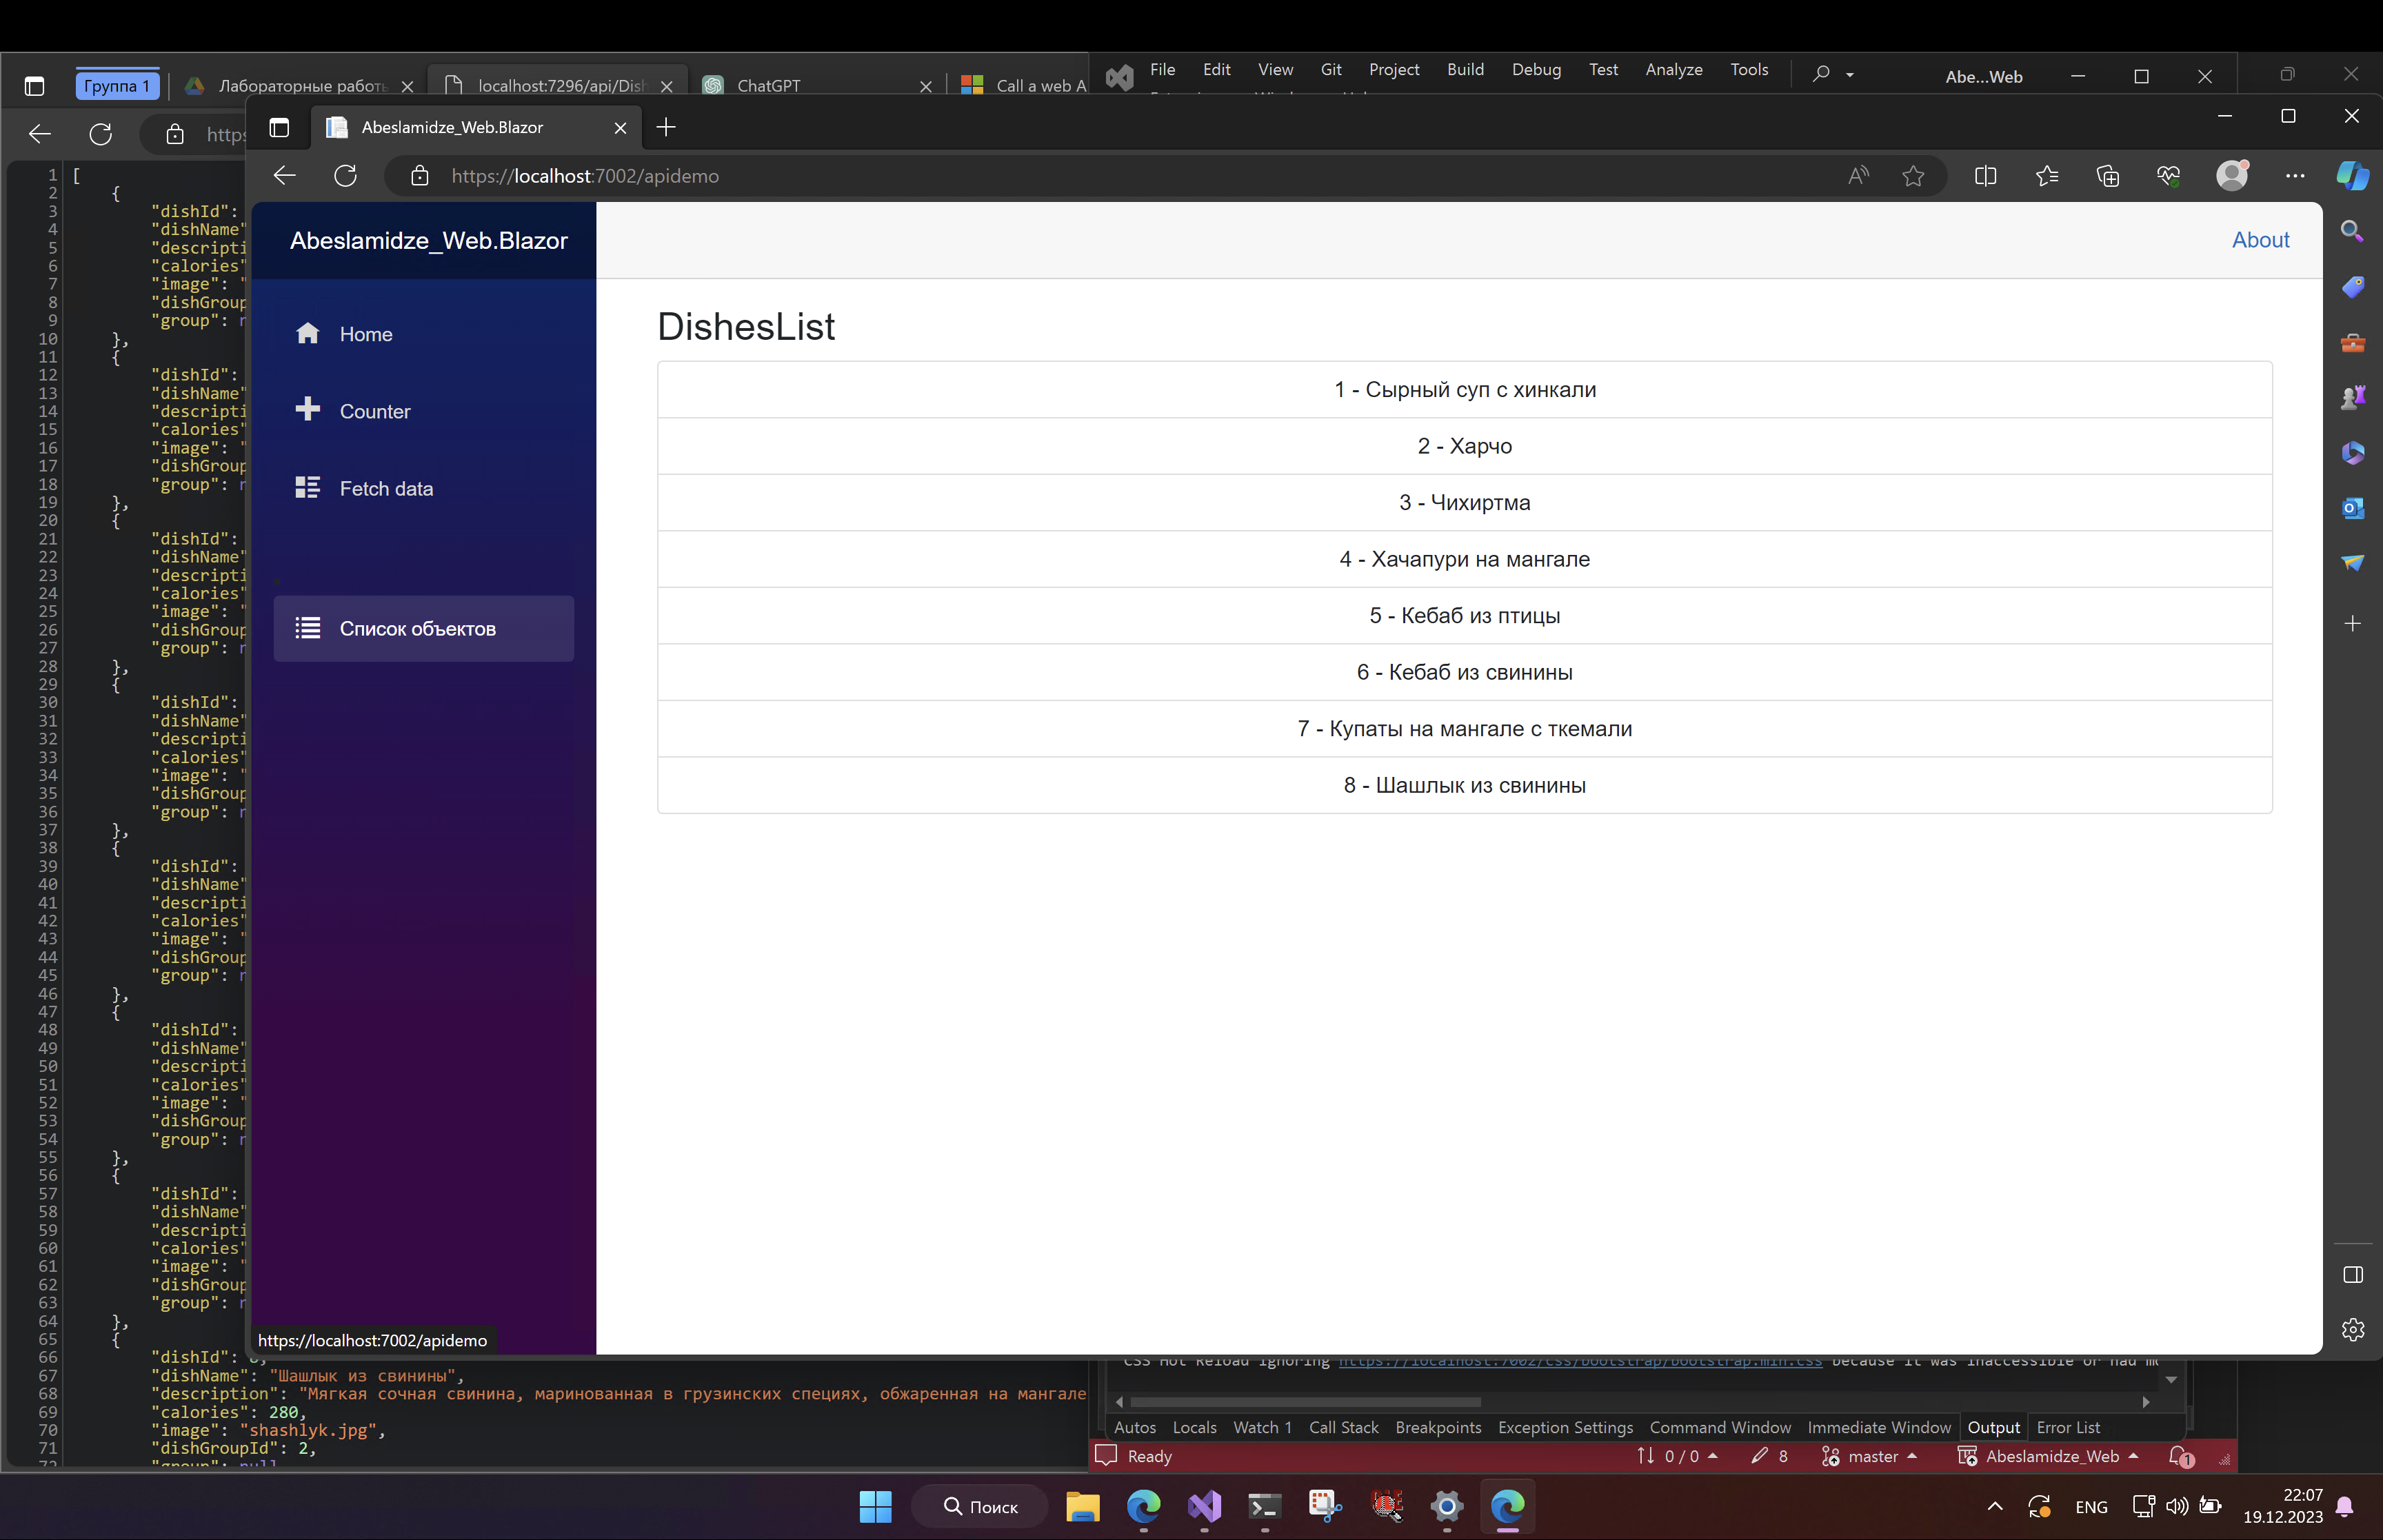 Группа 1
Лабораторные работь
localhost:7296/api/Dish
ChatGPT
Call a web A
File Edit View Git Project Build Debug Test Analyze Tools
Abe...Web
https
Abeslamidze_Web.Blazor
https://localhost:7002/apidemo
Abeslamidze_Web.Blazor
About
Home
Counter
Fetch data
Список объектов
DishesList
1 - Сырный суп с хинкали
2 - Харчо
3 - Чихиртма
4 - Хачапури на мангале
5 - Кебаб из птицы
6 - Кебаб из свинины
7 - Купаты на мангале с ткемали
8 - Шашлык из свинины
https://localhost:7002/apidemo
1 [
2 {
3 "dishId":
4 "dishName"
5 "descripti
6 "calories"
7 "image": "
8 "dishGroup
9 "group": n
10 },
11 {
12 "dishId":
13 "dishName"
14 "descripti
15 "calories"
16 "image": "
17 "dishGroup
18 "group": n
19 },
20 {
21 "dishId":
22 "dishName"
23 "descripti
24 "calories"
25 "image": "
26 "dishGroup
27 "group": n
28 },
29 {
30 "dishId":
31 "dishName"
32 "descripti
33 "calories"
34 "image": "
35 "dishGroup
36 "group": n
37 },
38 {
39 "dishId":
40 "dishName"
41 "descripti
42 "calories"
43 "image": "
44 "dishGroup
45 "group": n
46 },
47 {
48 "dishId":
49 "dishName"
50 "descripti
51 "calories"
52 "image": "
53 "dishGroup
54 "group": n
55 },
56 {
57 "dishId":
58 "dishName"
59 "descripti
60 "calories"
61 "image": "
62 "dishGroup
63 "group": n
64 },
65 {
66 "dishId":
67 "dishName": "Шашлык из свинины",
68 "description": "Мягкая сочная свинина, маринованная в грузинских специях, обжаренная на мангале
69 "calories": 280,
70 "image": "shashlyk.jpg",
71 "dishGroupId": 2,
72 "group": null
CSS Hot Reload ignoring https://localhost:7002/css/bootstrap/bootstrap.min.css because it was inaccessible or had mo
Autos Locals Watch 1 Call Stack Breakpoints Exception Settings Command Window Immediate Window Output Error List
Ready 0 / 0 8 master Abeslamidze_Web 1
Поиск
ENG
22:07
19.12.2023